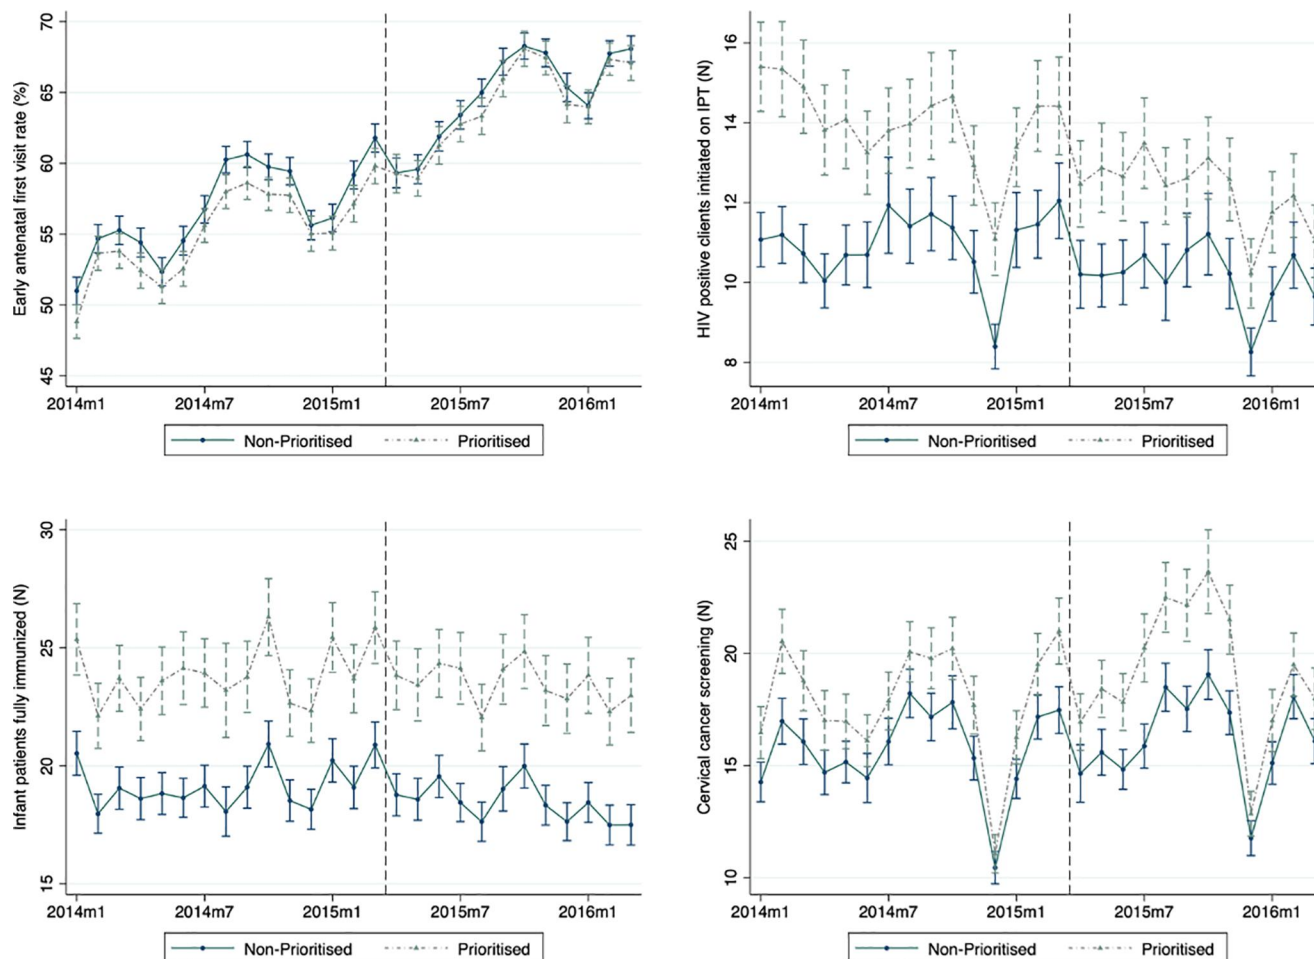 Early antenatal first visit rate (%)
70
65
60
55
50
45
2014m1 2014m7 2015m1 2015m7 2016m1
Non-Prioritised Prioritised
HIV positive clients initiated on IPT (N)
16
14
12
10
8
2014m1 2014m7 2015m1 2015m7 2016m1
Non-Prioritised Prioritised
Infant patients fully immunized (N)
30
25
20
15
2014m1 2014m7 2015m1 2015m7 2016m1
Non-Prioritised Prioritised
Cervical cancer screening (N)
25
20
15
10
2014m1 2014m7 2015m1 2015m7 2016m1
Non-Prioritised Prioritised